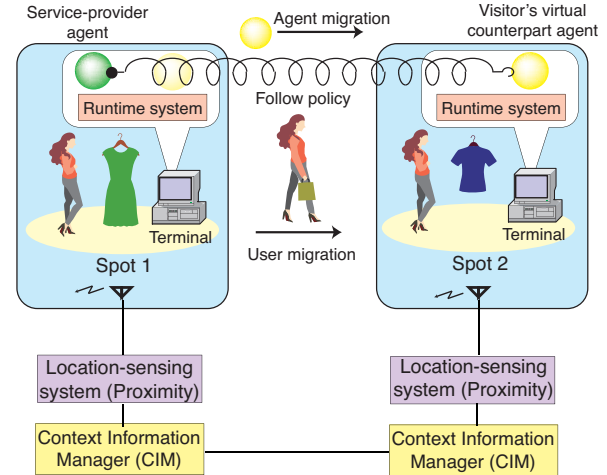 Service-provider
agent
Agent migration
Visitor's virtual
counterpart agent
Runtime system
Follow policy
Runtime system
Terminal
Spot 1
User migration
Terminal
Spot 2
Location-sensing
system (Proximity)
Location-sensing
system (Proximity)
Context Information
Manager (CIM)
Context Information
Manager (CIM)